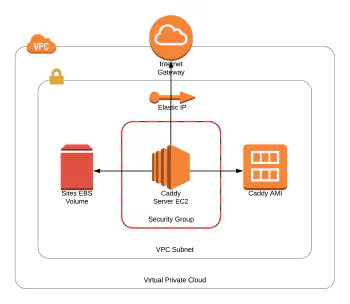 Internet
Gateway
VPC
Elastic IP
Sites EBS
Volume
Caddy
Server EC2
Caddy AMI
Security Group
VPC Subnet
Virtual Private Cloud